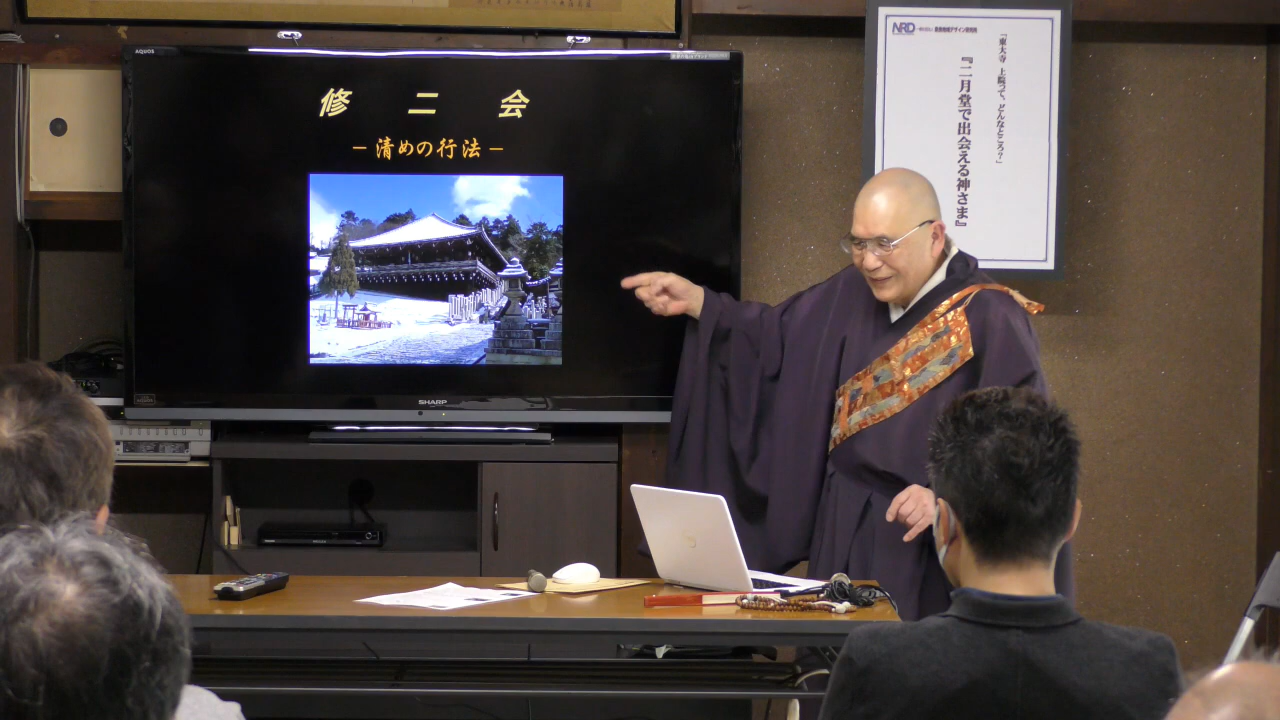 AQUOS
修二会
－清めの行法－
SHARP
NRD
「東大寺 上院って、どんなところ？」
『二月堂で出会える神さま』